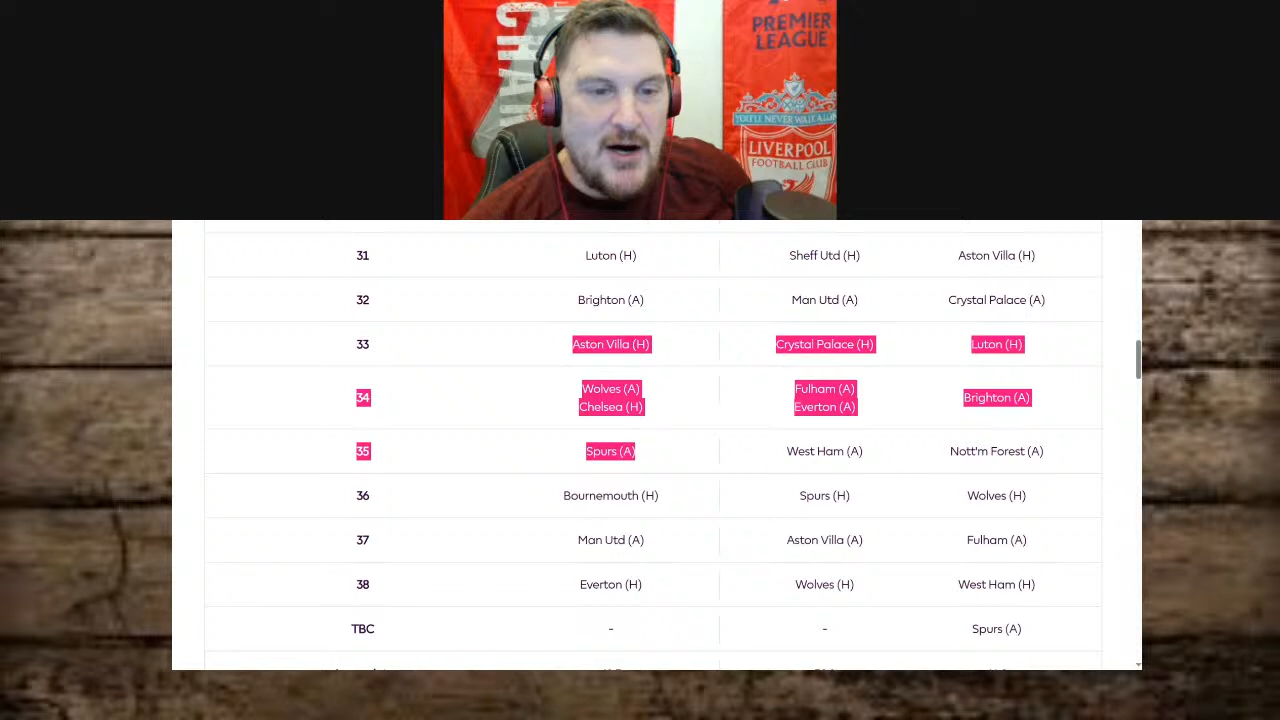 CHAM
PREMIER
LEAGUE
YOU'LL NEVER WALK ALONE
LIVERPOOL
FOOTBALL CLUB
31 Luton (H) Sheff Utd (H) Aston Villa (H)
32 Brighton (A) Man Utd (A) Crystal Palace (A)
33 Aston Villa (H) Crystal Palace (H) Luton (H)
34 Wolves (A) Chelsea (H) Fulham (A) Everton (A) Brighton (A)
35 Spurs (A) West Ham (A) Nott'm Forest (A)
36 Bournemouth (H) Spurs (H) Wolves (H)
37 Man Utd (A) Aston Villa (A) Fulham (A)
38 Everton (H) Wolves (H) West Ham (H)
TBC - - Spurs (A)